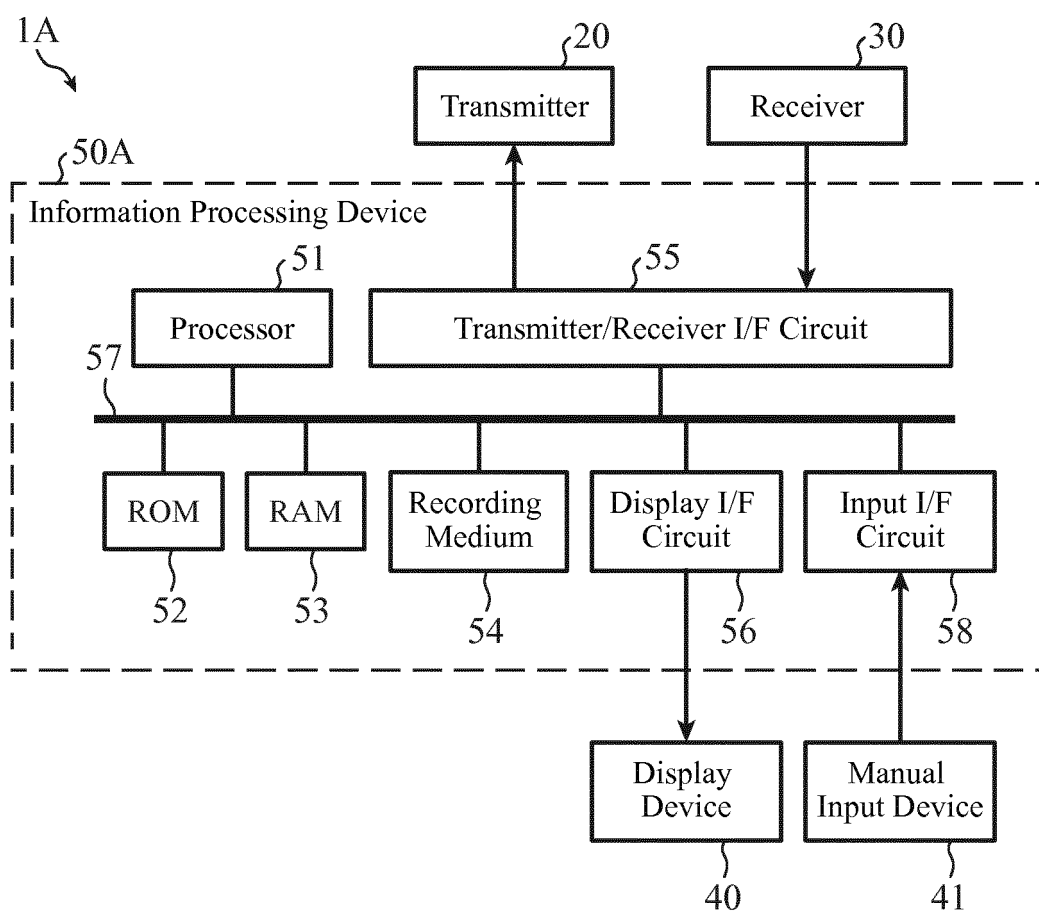 1A
20
30
Transmitter
Receiver
50A
Information Processing Device
51
55
Processor
Transmitter/Receiver I/F Circuit
57
ROM
RAM
Recording
Medium
Display I/F
Circuit
Input I/F
Circuit
52
53
54
56
58
Display
Device
Manual
Input Device
40
41